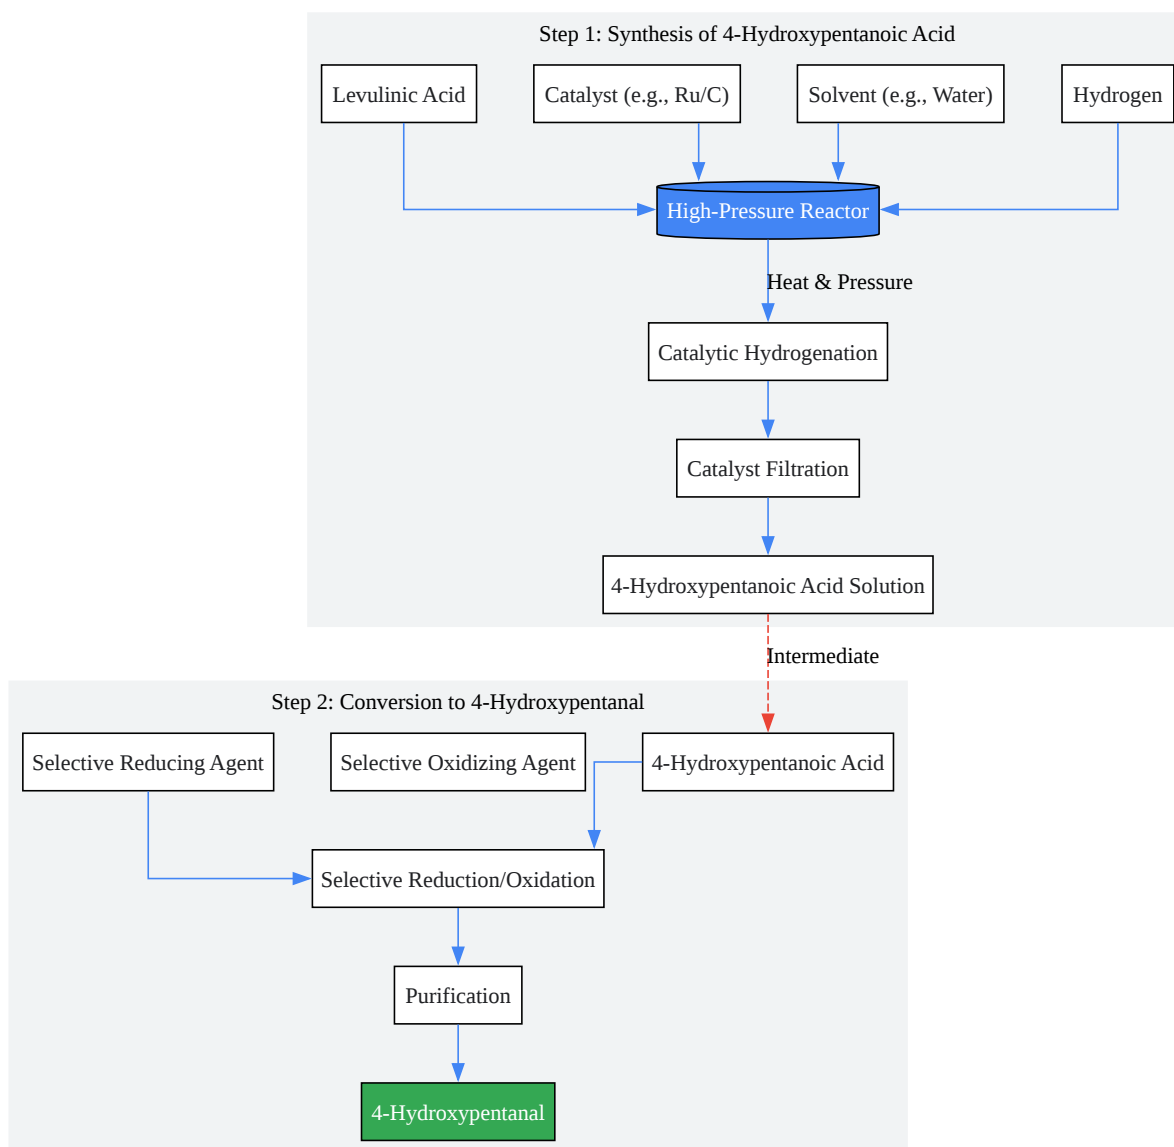 Step 1: Synthesis of 4-Hydroxypentanoic Acid
Levulinic Acid
Catalyst (e.g., Ru/C)
Solvent (e.g., Water)
Hydrogen
High-Pressure Reactor
Heat & Pressure
Catalytic Hydrogenation
Catalyst Filtration
4-Hydroxypentanoic Acid Solution
Intermediate
Step 2: Conversion to 4-Hydroxypentanal
Selective Reducing Agent
Selective Oxidizing Agent
4-Hydroxypentanoic Acid
Selective Reduction/Oxidation
Purification
4-Hydroxypentanal